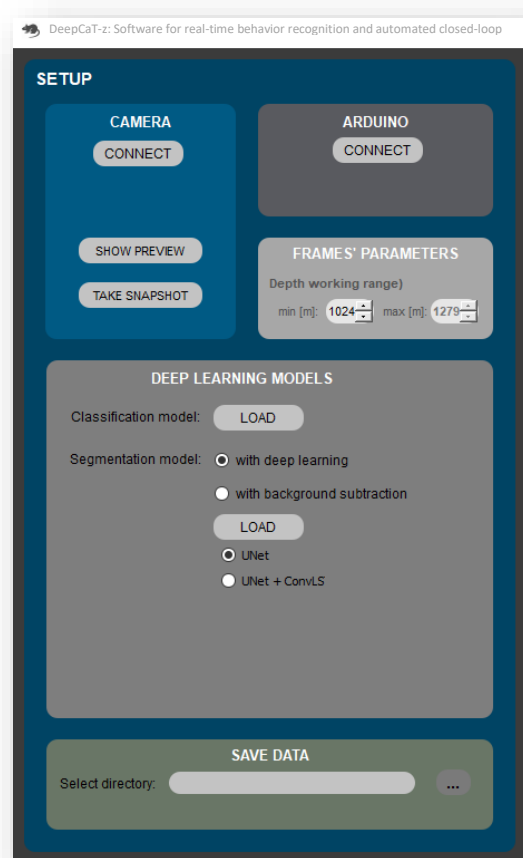 DeepCaT-z: Software for real-time behavior recognition and automated closed-loop
SETUP
CAMERA
CONNECT
SHOW PREVIEW
TAKE SNAPSHOT
ARDUINO
CONNECT
FRAMES' PARAMETERS
Depth working range)
min [m]: 1024 max [m]: 1279
DEEP LEARNING MODELS
Classification model: LOAD
Segmentation model: with deep learning
with background subtraction
LOAD
UNet
UNet + ConvLS
SAVE DATA
Select directory: ...